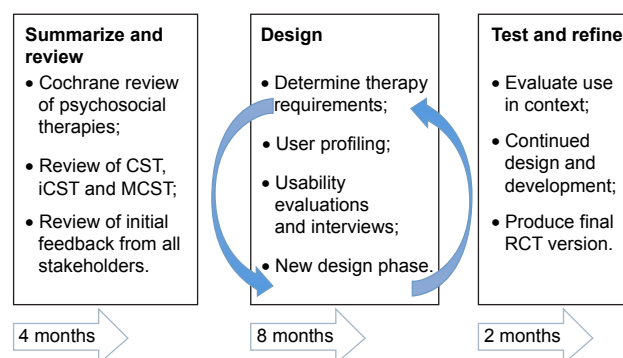 Summarize and
review
• Cochrane review
of psychosocial
therapies;
• Review of CST,
iCST and MCST;
• Review of initial
feedback from all
stakeholders.
4 months
Design
• Determine therapy
requirements;
• User profiling;
• Usability
evaluations
and interviews;
• New design phase.
8 months
Test and refine
• Evaluate use
in context;
• Continued
design and
development;
• Produce final
RCT version.
2 months